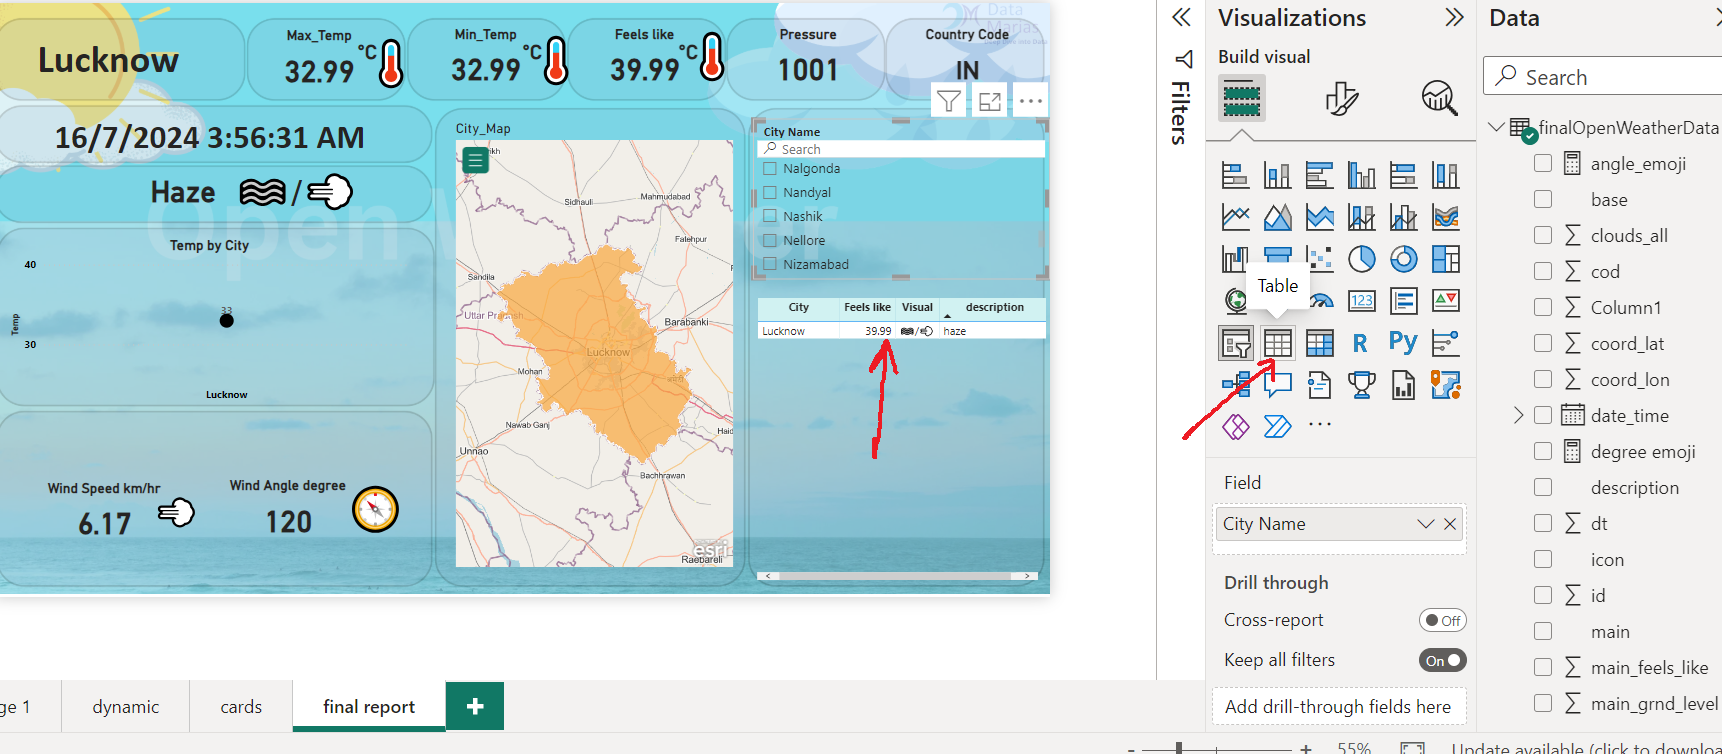 Lucknow
Max_Temp
32.99 °C
Min_Temp
32.99 °C
Feels like
39.99 °C
Pressure
1001
Country Code
IN
Data
16/7/2024 3:56:31 AM
Haze /
Open
Temp by City
40
30
Temp
33
Lucknow
Wind Speed km/hr
6.17
Wind Angle degree
120
City_Map
Sidhauli
Mahmudabad
Fatehpur
Sandila
Uttar Pradesh
Barabanki
Lucknow
Mohan
Nawab Ganj
Unnao
Bachhrawan
Raebareli
esri
City Name
Search
Nalgonda
Nandyal
Nashik
Nellore
Nizamabad
City Feels like Visual description
Lucknow 39.99 / haze
Filters
Visualizations
Build visual
Table
123
R
Py
...
Field
City Name
Drill through
Cross-report
Off
Keep all filters
On
Add drill-through fields here
Data
Search
finalOpenWeatherData
angle_emoji
base
clouds_all
cod
Column1
coord_lat
coord_lon
date_time
degree emoji
description
dt
icon
id
main
main_feels_like
main_grnd_level
ge 1
dynamic
cards
final report
+
- +
55%
Update available (click to downloa